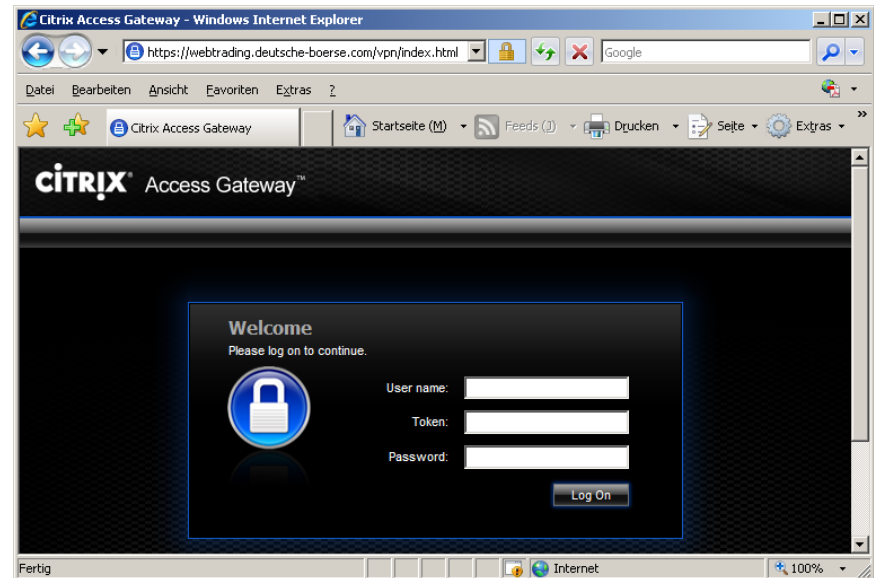 Citrix Access Gateway - Windows Internet Explorer
https://webtrading.deutsche-boerse.com/vpn/index.html Google
Datei Bearbeiten Ansicht Favoriten Extras ?
Citrix Access Gateway Startseite (M) Feeds (J) Drucken Seite Extras »
CITRIX® Access Gateway™
Welcome
Please log on to continue.
User name:
Token:
Password:
Log On
Fertig Internet 100%